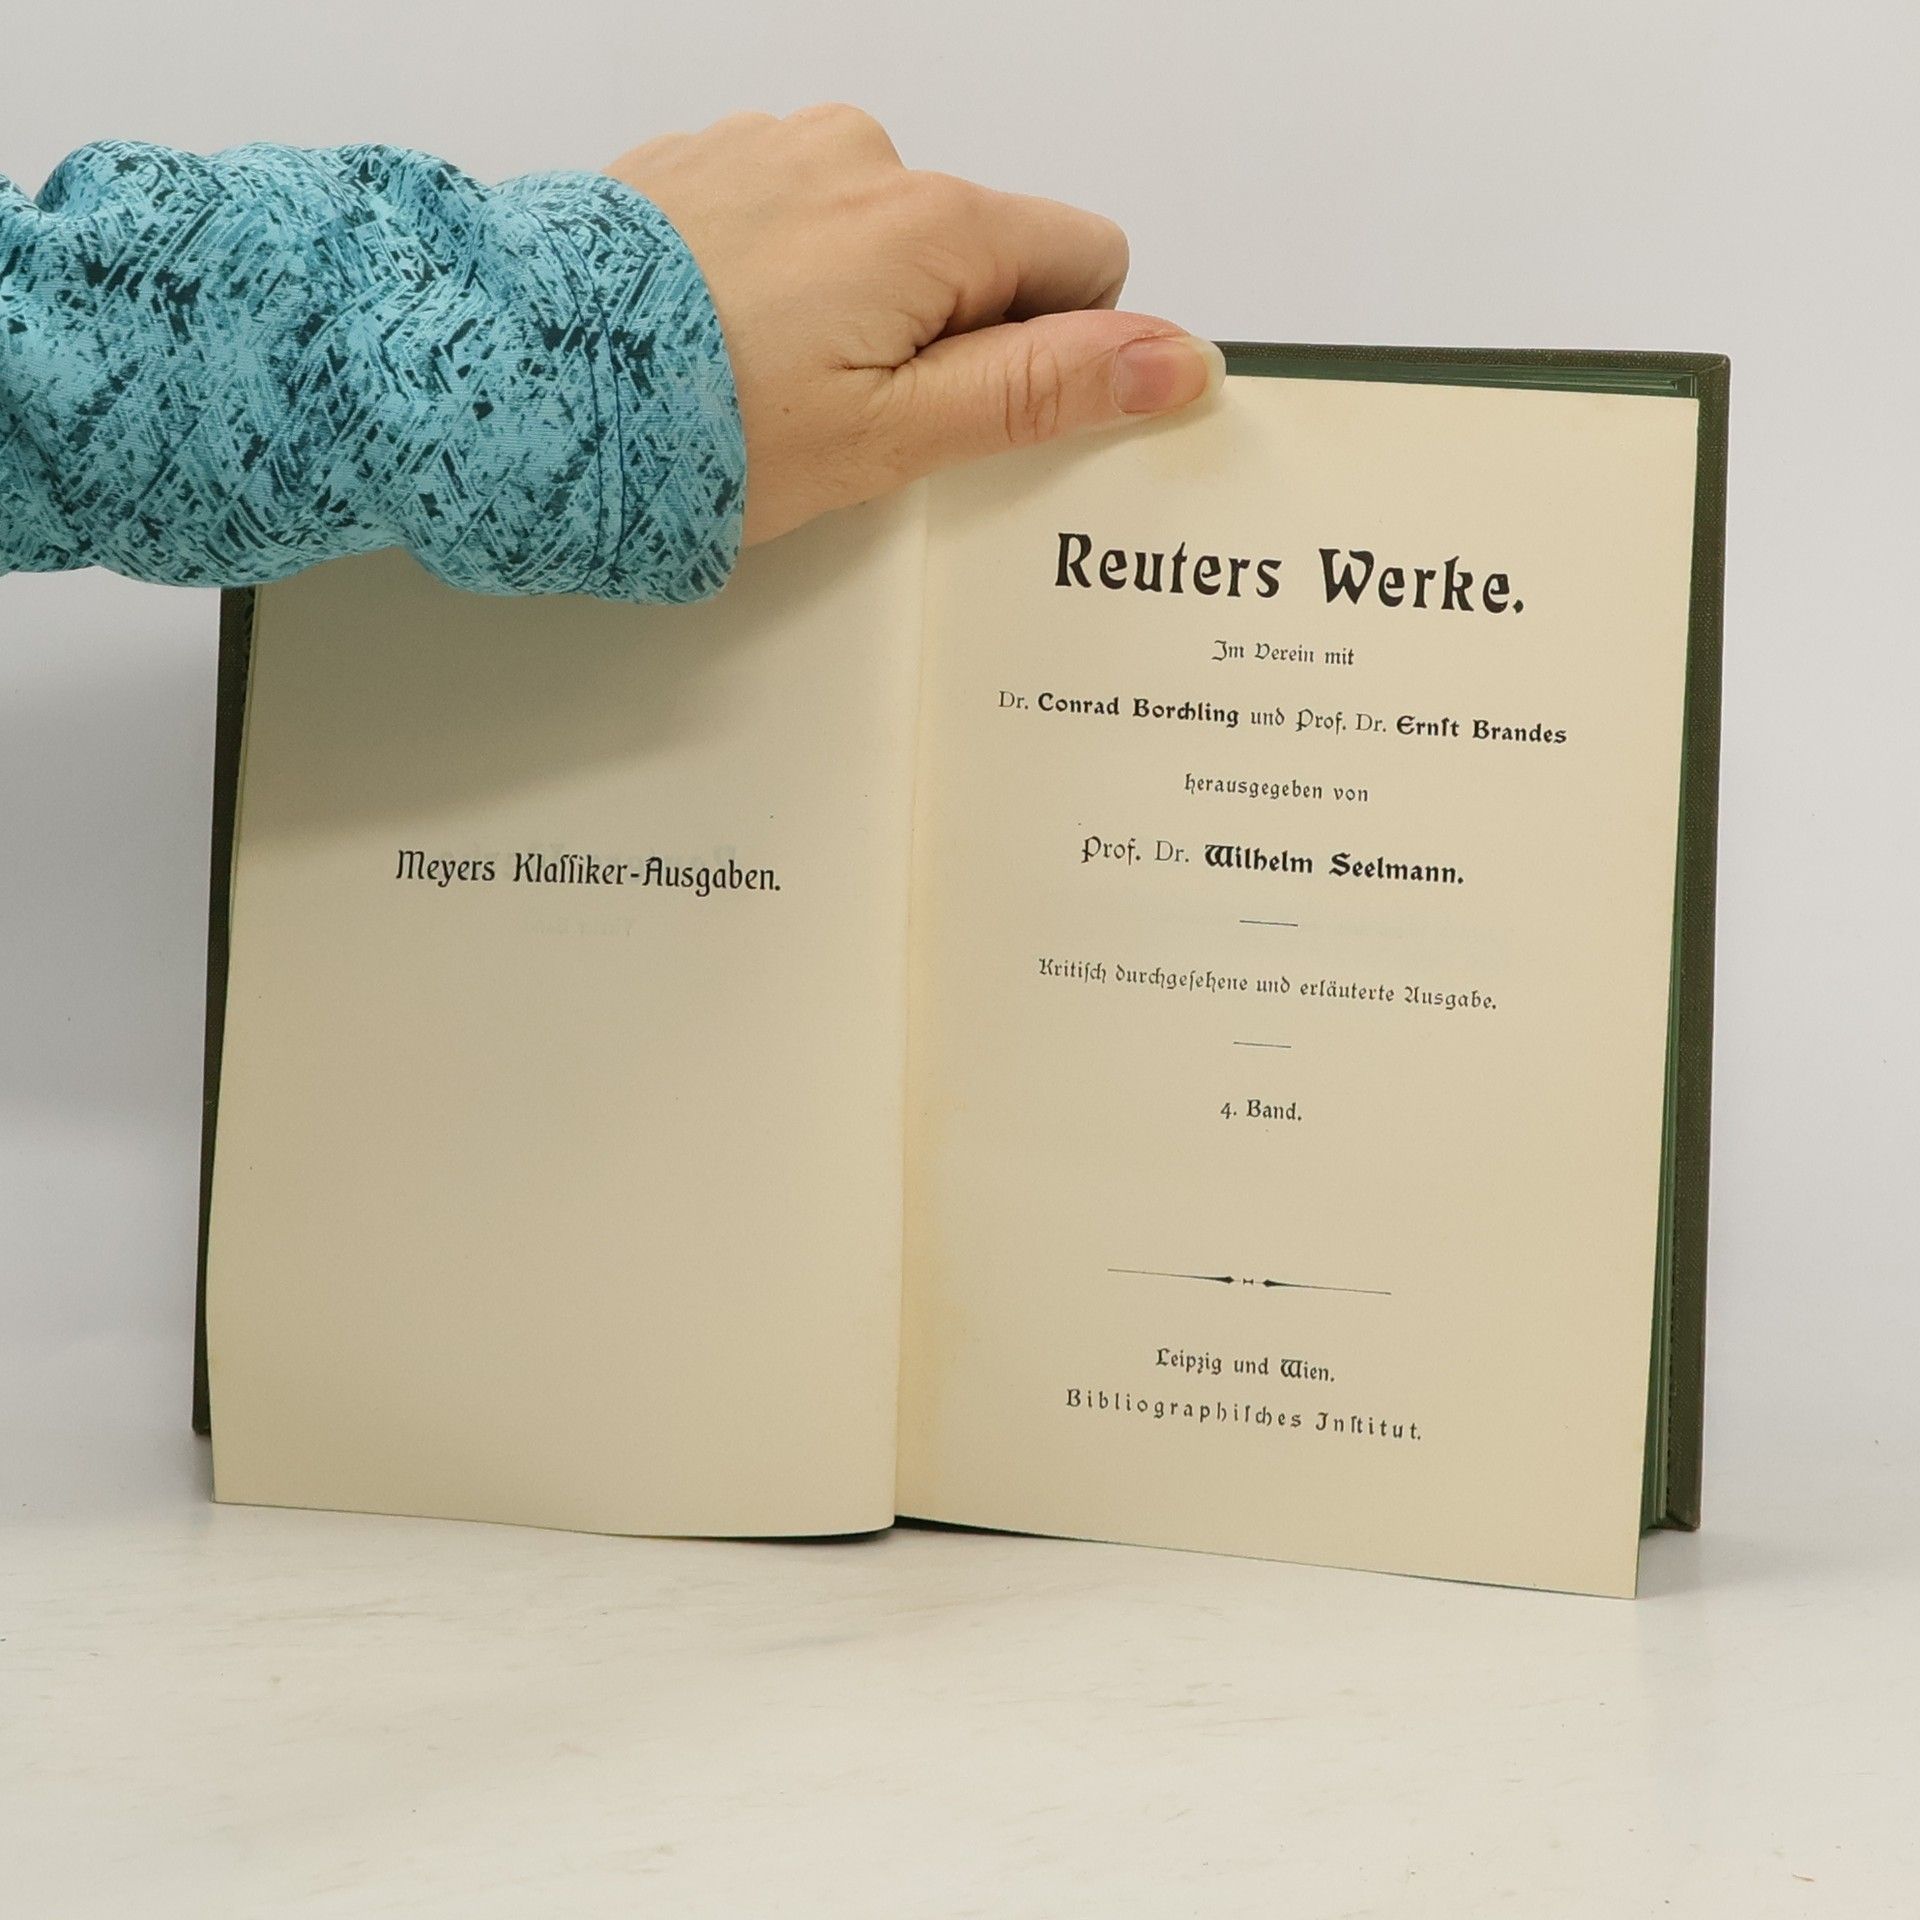 Meyers Klaſſiker-Ausgaben.
Reuters Werke.
Im Verein mit
Dr. Conrad Borchling und Prof. Dr. Ernſt Brandes
herausgegeben von
Prof. Dr. Wilhelm Seelmann.
Kritiſch durchgeſehene und erläuterte Ausgabe.
4. Band.
Leipzig und Wien.
Bibliographiſches Inſtitut.